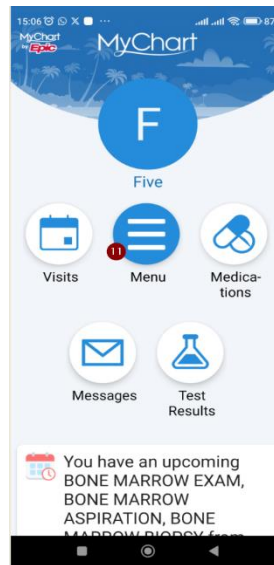 15:06 87
MyChart
by Epic
MyChart
F
Five
11
Visits
Menu
Medica-
tions
Messages
Test
Results
You have an upcoming
BONE MARROW EXAM,
BONE MARROW
ASPIRATION, BONE
MARROW BIOPSY from